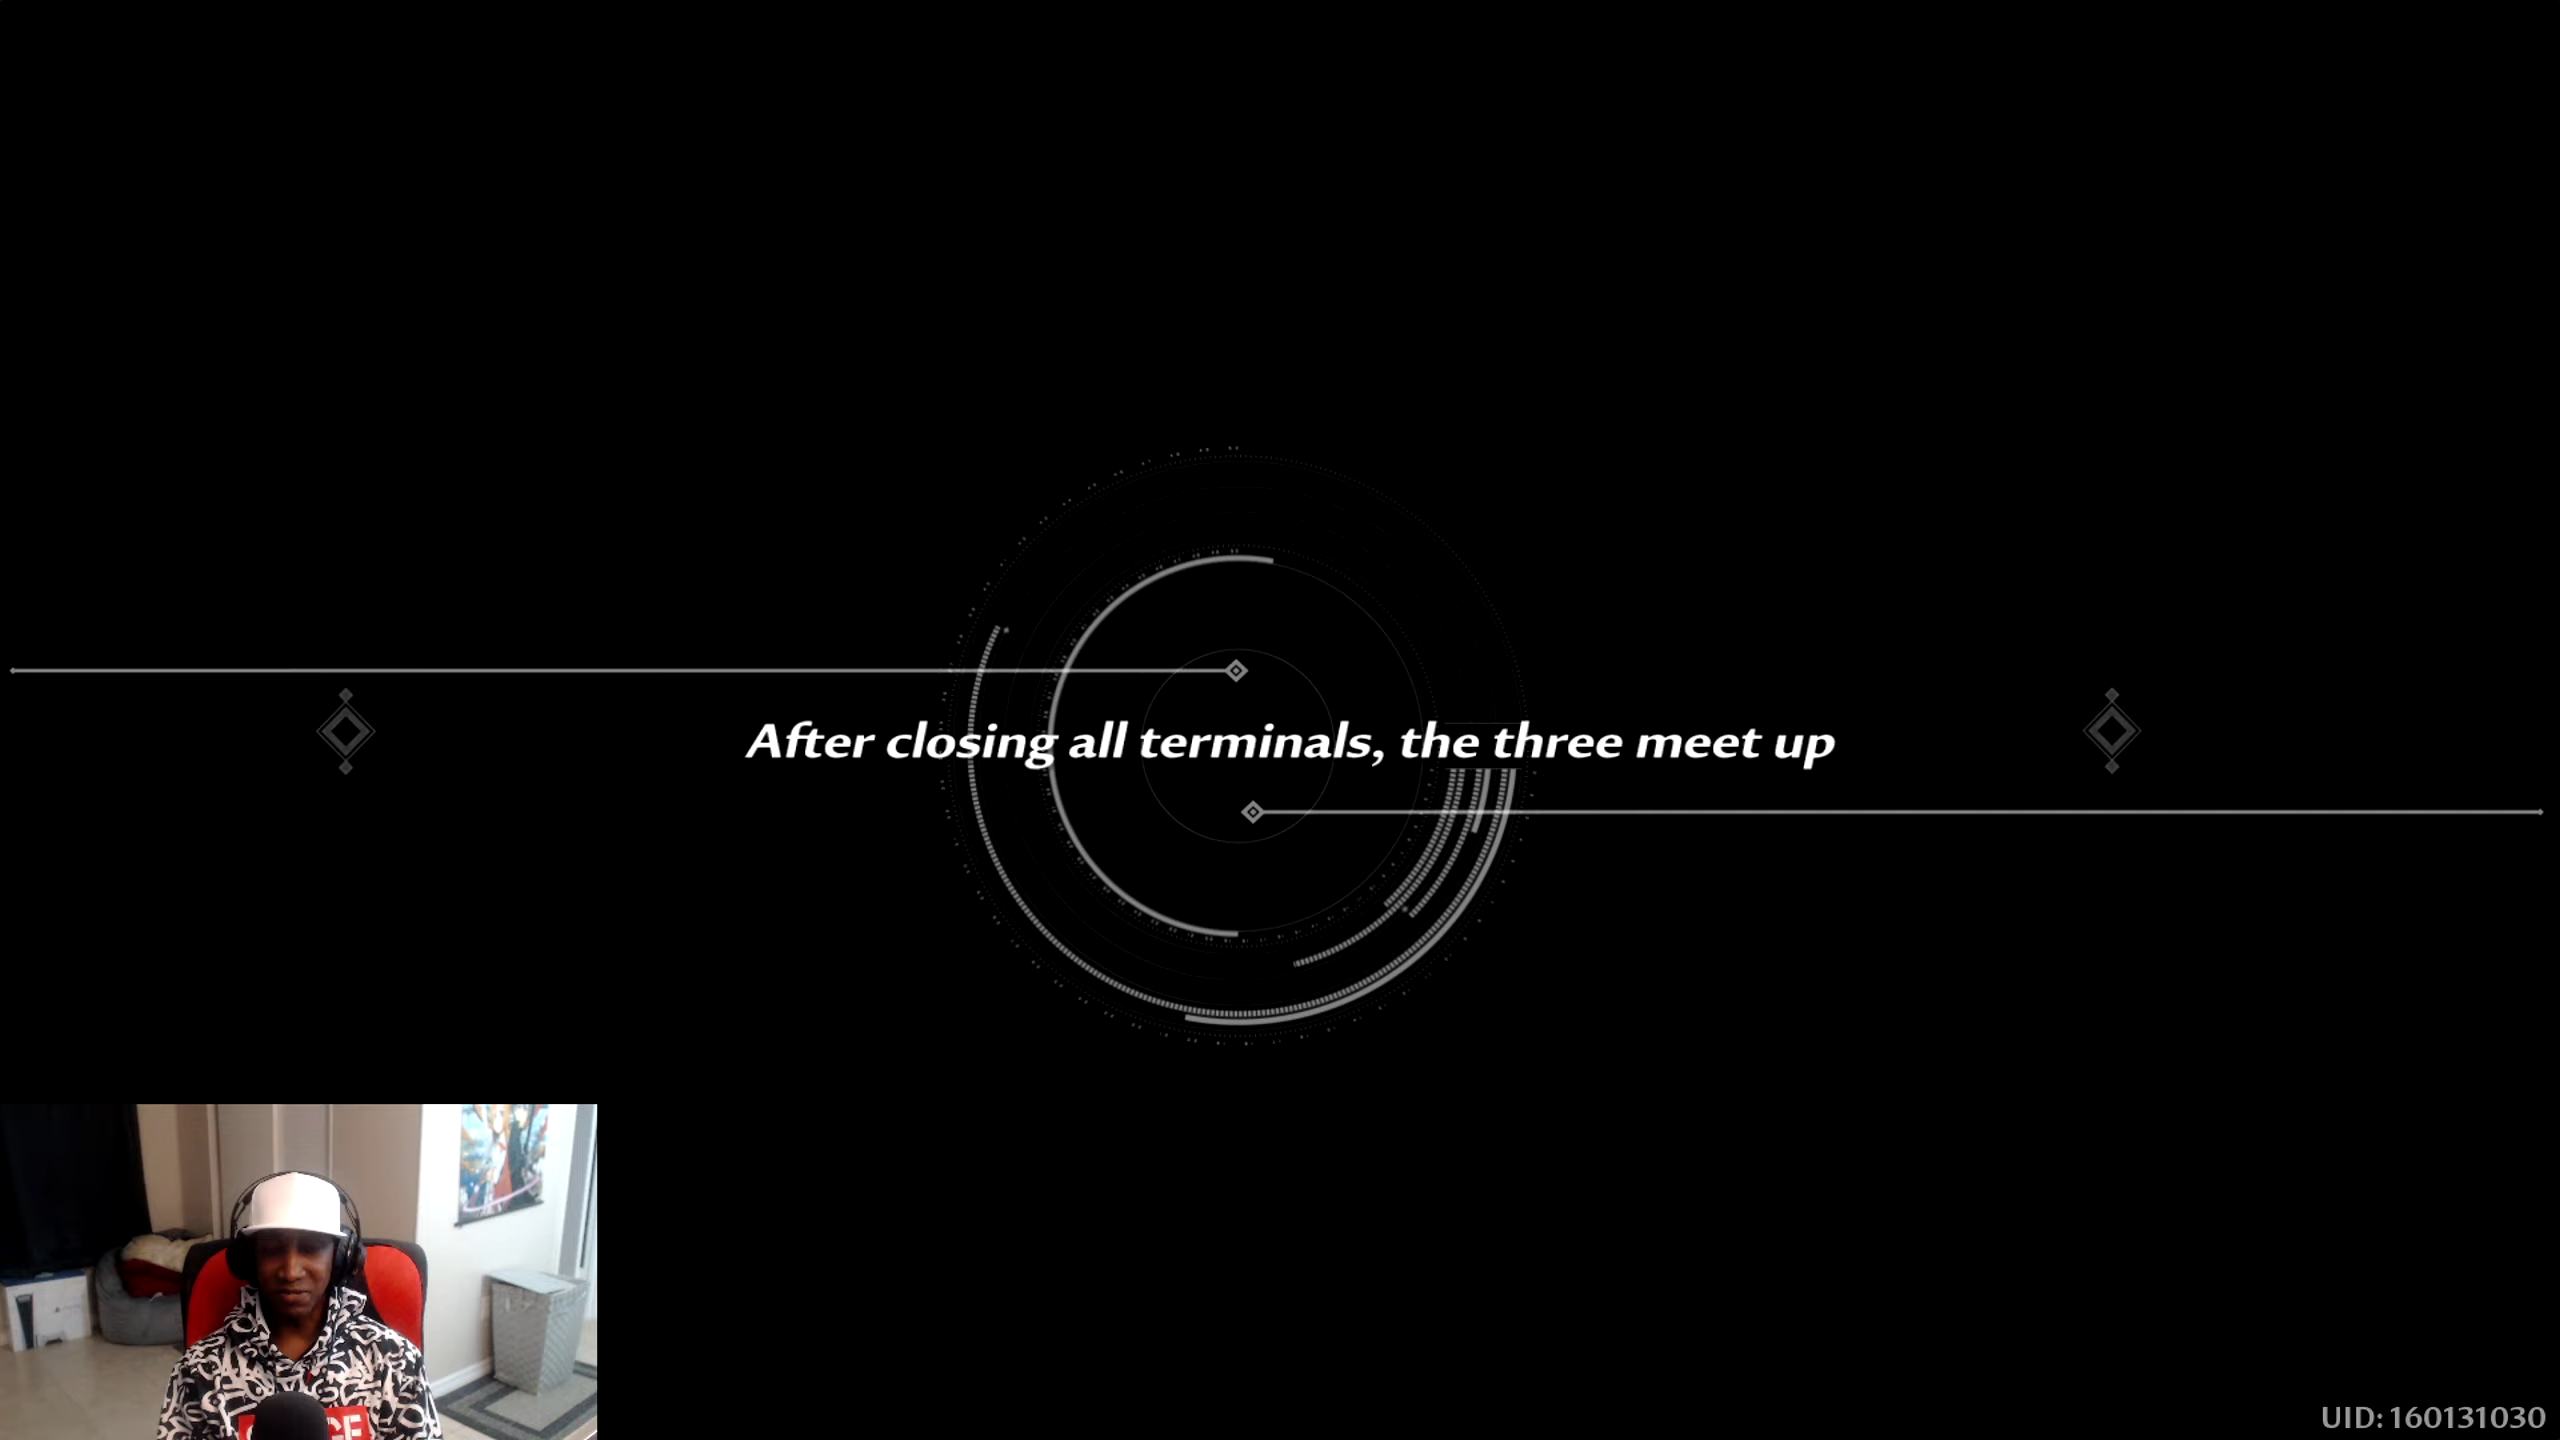 After closing all terminals, the three meet up
UID: 160131030